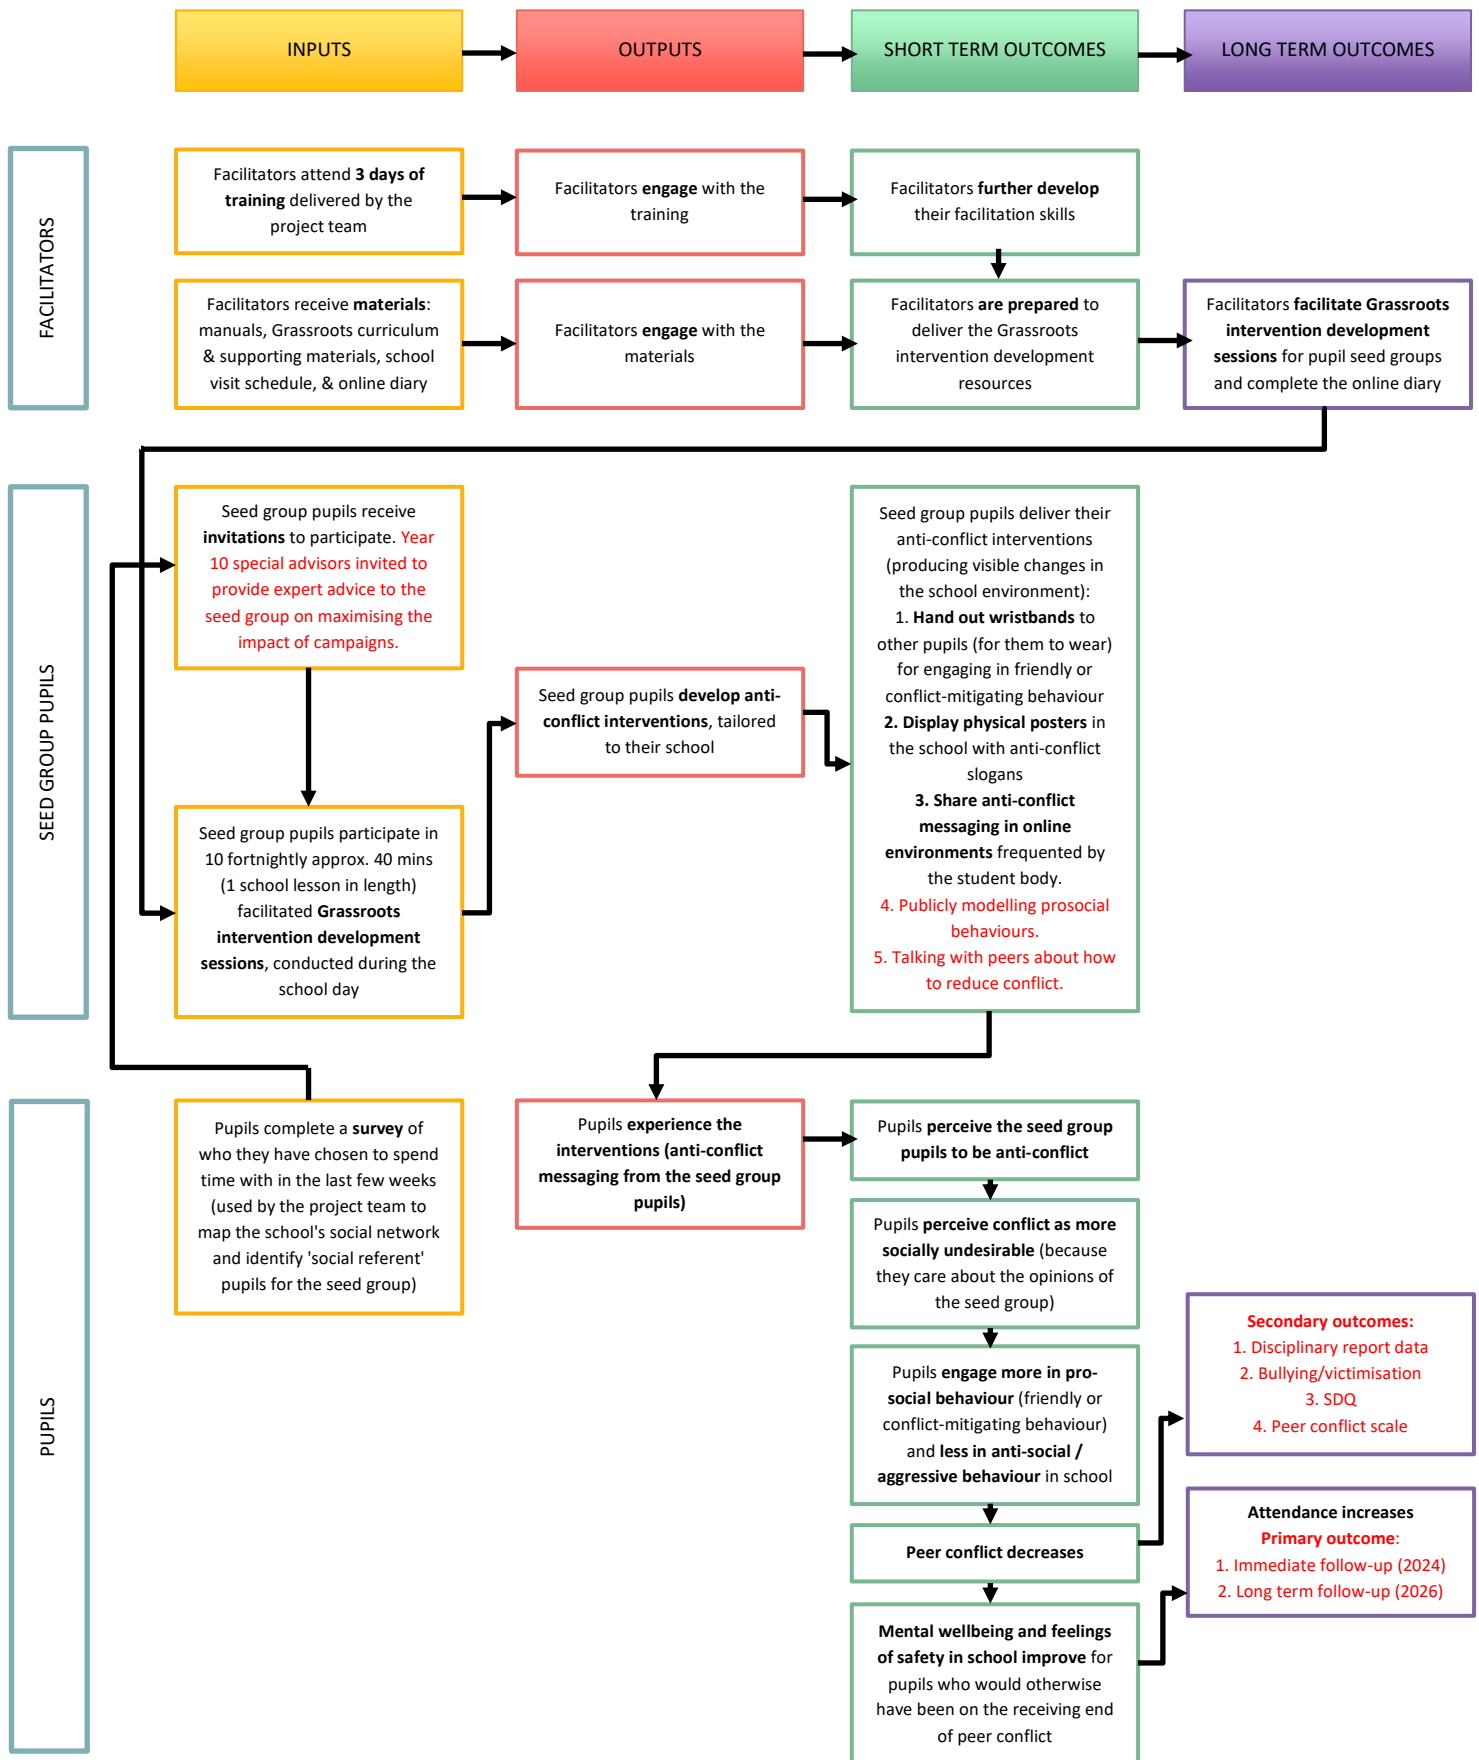 INPUTS
OUTPUTS
SHORT TERM OUTCOMES
LONG TERM OUTCOMES
FACILITATORS
Facilitators attend 3 days of
training delivered by the
project team
Facilitators engage with the
training
Facilitators further develop
their facilitation skills
Facilitators receive materials:
manuals, Grassroots curriculum
& supporting materials, school
visit schedule, & online diary
Facilitators engage with the
materials
Facilitators are prepared to
deliver the Grassroots
intervention development
resources
Facilitators facilitate Grassroots
intervention development
sessions for pupil seed groups
and complete the online diary
SEED GROUP PUPILS
Seed group pupils receive
invitations to participate. Year
10 special advisors invited to
provide expert advice to the
seed group on maximising the
impact of campaigns.
Seed group pupils participate in
10 fortnightly approx. 40 mins
(1 school lesson in length)
facilitated Grassroots
intervention development
sessions, conducted during the
school day
Seed group pupils develop anti-
conflict interventions, tailored
to their school
Seed group pupils deliver their
anti-conflict interventions
(producing visible changes in
the school environment):
1. Hand out wristbands to
other pupils (for them to wear)
for engaging in friendly or
conflict-mitigating behaviour
2. Display physical posters in
the school with anti-conflict
slogans
3. Share anti-conflict
messaging in online
environments frequented by
the student body.
4. Publicly modelling prosocial
behaviours.
5. Talking with peers about how
to reduce conflict.
PUPILS
Pupils complete a survey of
who they have chosen to spend
time with in the last few weeks
(used by the project team to
map the school's social network
and identify 'social referent'
pupils for the seed group)
Pupils experience the
interventions (anti-conflict
messaging from the seed group
pupils)
Pupils perceive the seed group
pupils to be anti-conflict
Pupils perceive conflict as more
socially undesirable (because
they care about the opinions of
the seed group)
Pupils engage more in pro-
social behaviour (friendly or
conflict-mitigating behaviour)
and less in anti-social /
aggressive behaviour in school
Peer conflict decreases
Mental wellbeing and feelings
of safety in school improve for
pupils who would otherwise
have been on the receiving end
of peer conflict
Secondary outcomes:
1. Disciplinary report data
2. Bullying/victimisation
3. SDQ
4. Peer conflict scale
Attendance increases
Primary outcome:
1. Immediate follow-up (2024)
2. Long term follow-up (2026)